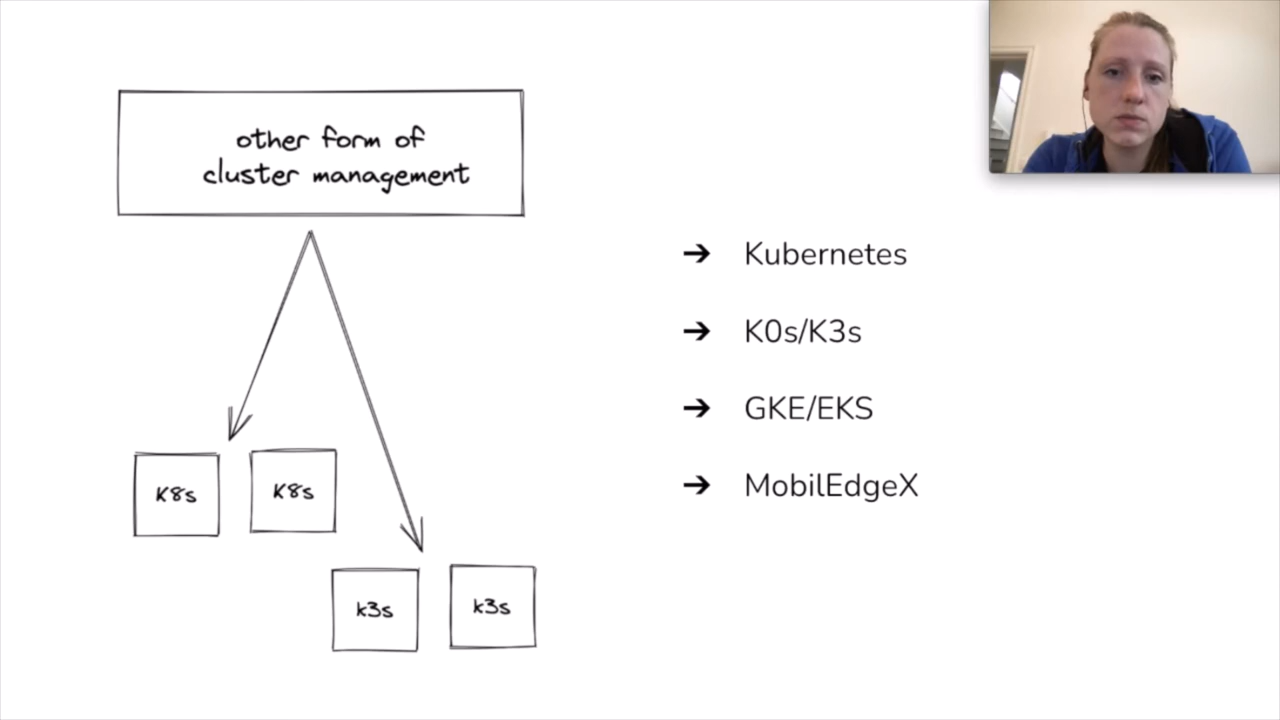 other form of
cluster management
K8s
K8s
k3s
k3s
➔ Kubernetes
➔ K0s/K3s
➔ GKE/EKS
➔ MobilEdgeX